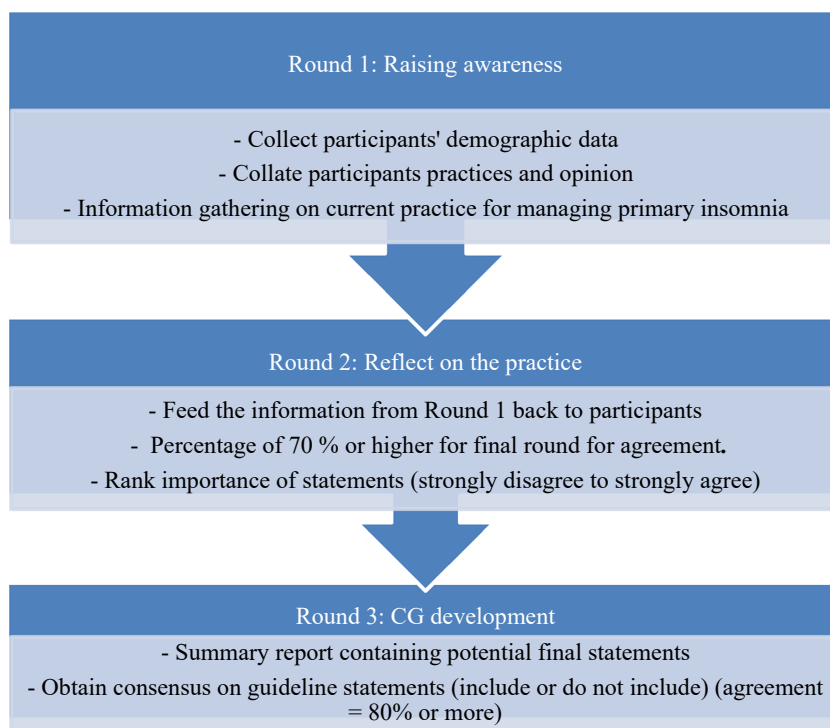 Round 1: Raising awareness
- Collect participants' demographic data
- Collate participants practices and opinion
- Information gathering on current practice for managing primary insomnia
Round 2: Reflect on the practice
- Feed the information from Round 1 back to participants
- Percentage of 70 % or higher for final round for agreement.
- Rank importance of statements (strongly disagree to strongly agree)
Round 3: CG development
- Summary report containing potential final statements
- Obtain consensus on guideline statements (include or do not include) (agreement
= 80% or more)